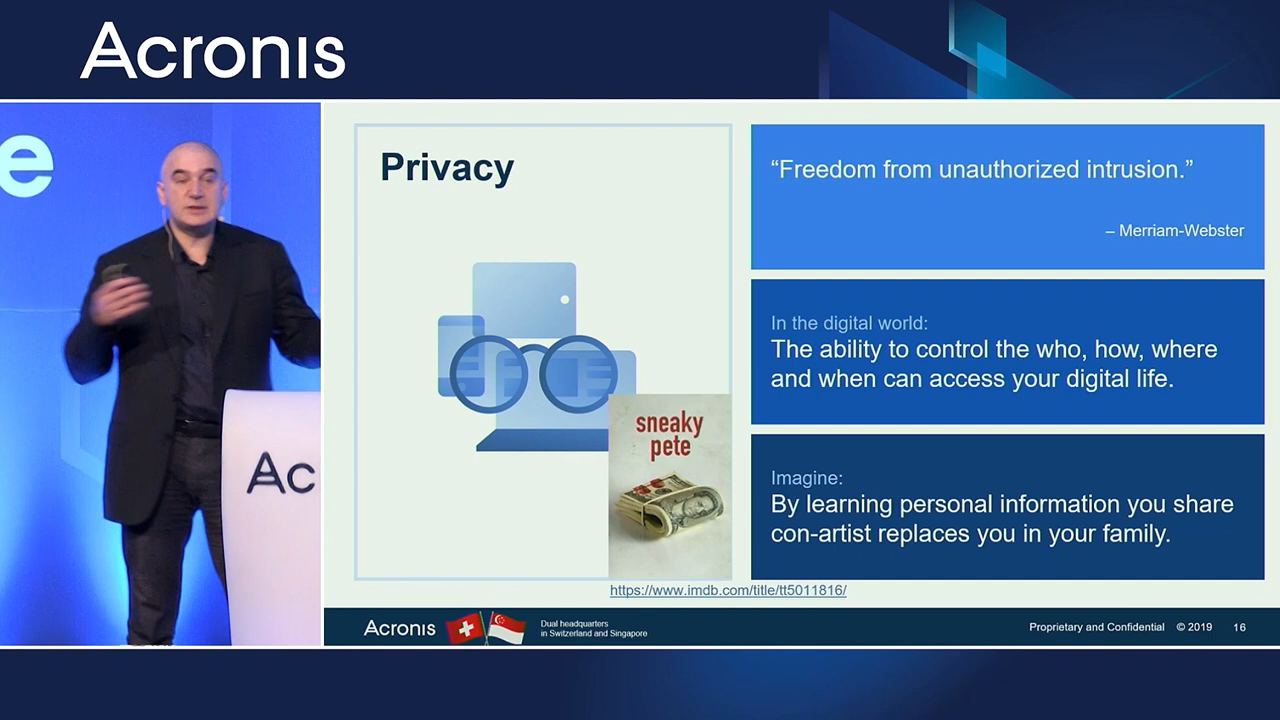 Acronis
e
Ac
Privacy
sneaky
pete
“Freedom from unauthorized intrusion.”
– Merriam-Webster
In the digital world:
The ability to control the who, how, where
and when can access your digital life.
Imagine:
By learning personal information you share
con-artist replaces you in your family.
https://www.imdb.com/title/tt5011816/
Acronis
Dual headquarters
in Switzerland and Singapore
Proprietary and Confidential © 2019 16